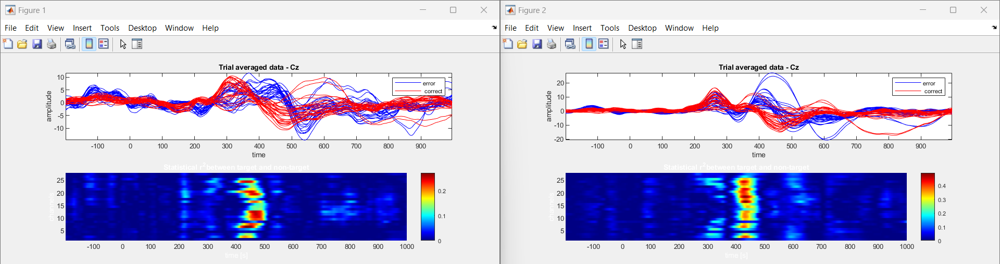 Figure 1
File Edit View Insert Tools Desktop Window Help
Trial averaged data - Cz
10
5
0
-5
-10
amplitude
error
correct
-100 0 100 200 300 400 500 600 700 800 900
time
Statistical r2 between target and non-target
25
20
15
10
5
channels
0.2
0.1
0
-100 0 100 200 300 400 500 600 700 800 900 1000
time [s]
Figure 2
File Edit View Insert Tools Desktop Window Help
Trial averaged data - Cz
20
10
0
-10
-20
amplitude
error
correct
-100 0 100 200 300 400 500 600 700 800 900
time
Statistical r2 between target and non-target
25
20
15
10
5
channels
0.4
0.3
0.2
0.1
0
-100 0 100 200 300 400 500 600 700 800 900 1000
time [s]